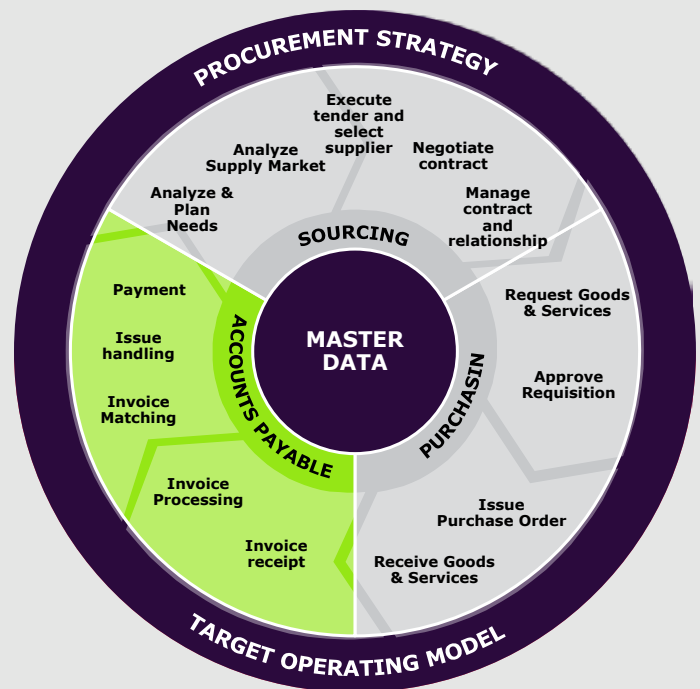 PROCUREMENT STRATEGY
Execute
tender and
select
supplier
Analyze
Supply Market
Negotiate
contract
Analyze &
Plan
Needs
Manage
contract
and
relationship
SOURCING
Payment
Issue
handling
Invoice
Matching
Invoice
Processing
Invoice
receipt
ACCOUNTS PAYABLE
MASTER
DATA
PURCHASIN
Request Goods
& Services
Approve
Requisition
Issue
Purchase Order
Receive Goods
& Services
TARGET OPERATING MODEL